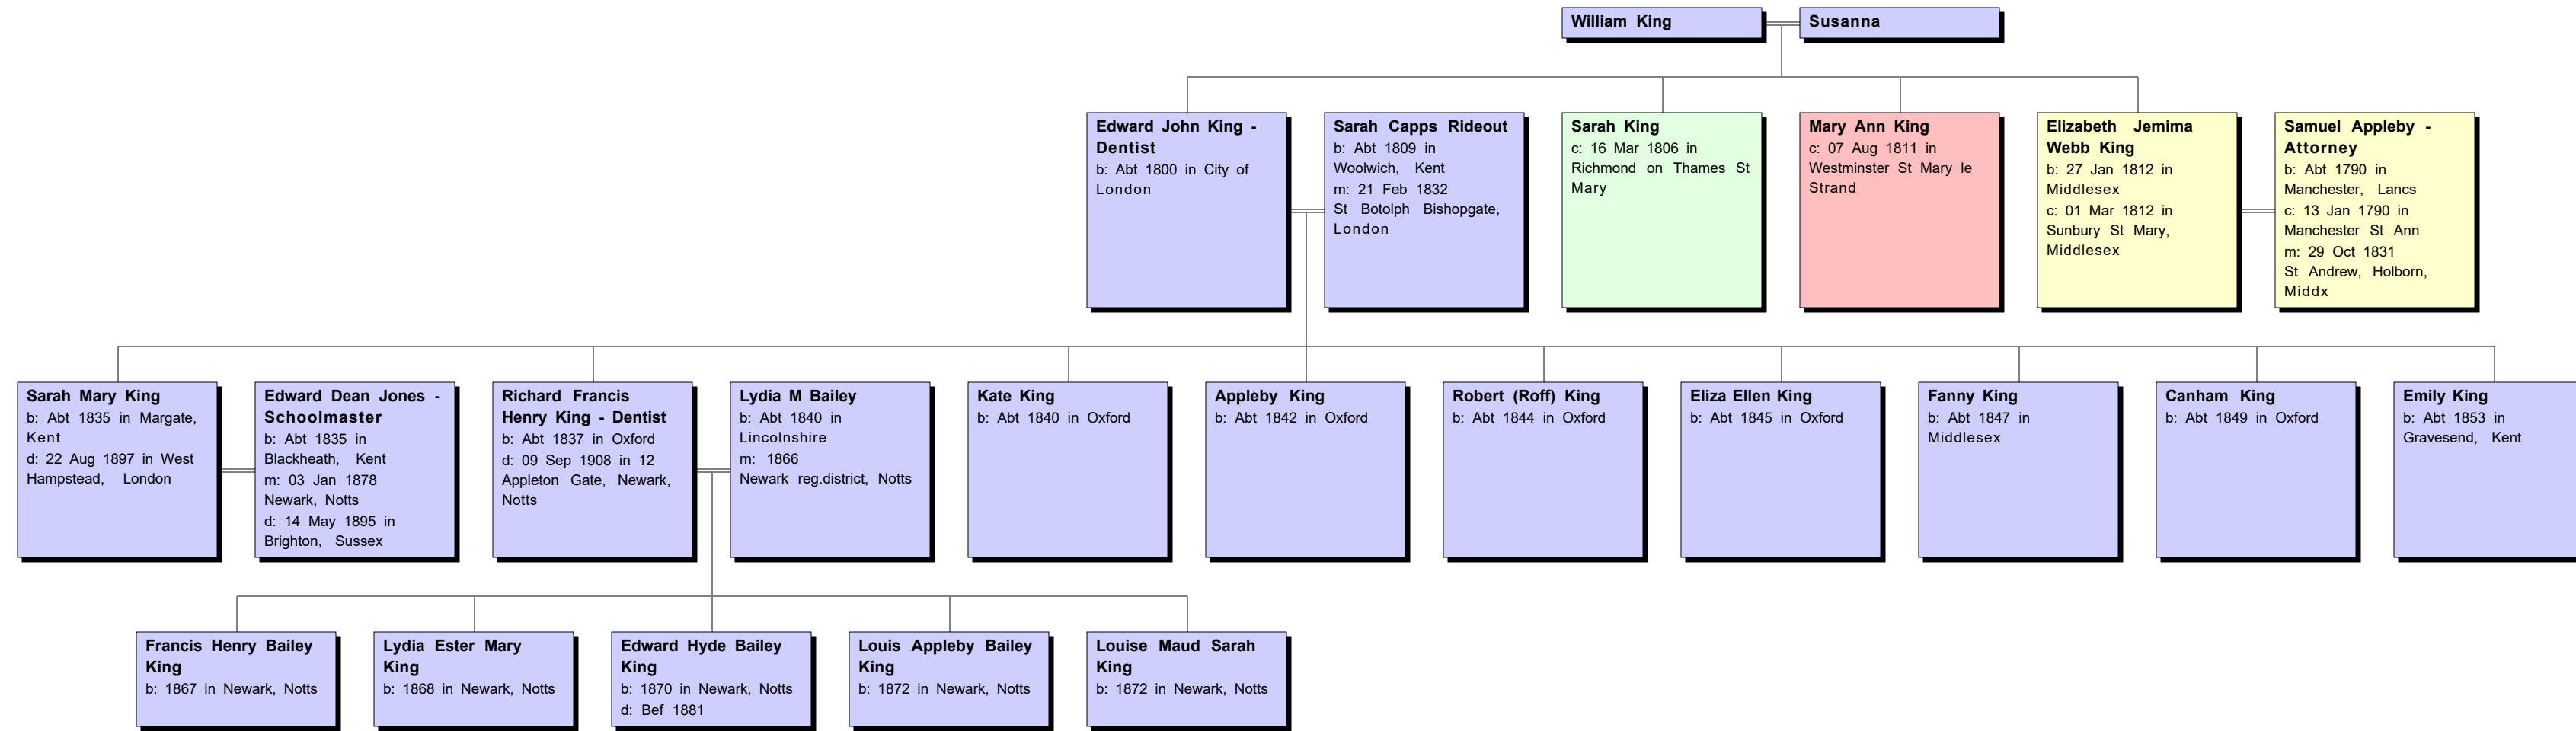 William King
Susanna
Edward John King -
Dentist
b: Abt 1800 in City of
London
Sarah Capps Rideout
b: Abt 1809 in
Woolwich, Kent
m: 21 Feb 1832
St Botolph Bishopgate,
London
Sarah King
c: 16 Mar 1806 in
Richmond on Thames St
Mary
Mary Ann King
c: 07 Aug 1811 in
Westminster St Mary le
Strand
Elizabeth Jemima
Webb King
b: 27 Jan 1812 in
Middlesex
c: 01 Mar 1812 in
Sunbury St Mary,
Middlesex
Samuel Appleby -
Attorney
b: Abt 1790 in
Manchester, Lancs
c: 13 Jan 1790 in
Manchester St Ann
m: 29 Oct 1831
St Andrew, Holborn,
Middx
Sarah Mary King
b: Abt 1835 in Margate,
Kent
d: 22 Aug 1897 in West
Hampstead, London
Edward Dean Jones -
Schoolmaster
b: Abt 1835 in
Blackheath, Kent
m: 03 Jan 1878
Newark, Notts
d: 14 May 1895 in
Brighton, Sussex
Richard Francis
Henry King - Dentist
b: Abt 1837 in Oxford
d: 09 Sep 1908 in 12
Appleton Gate, Newark,
Notts
Lydia M Bailey
b: Abt 1840 in
Lincolnshire
m: 1866
Newark reg.district, Notts
Kate King
b: Abt 1840 in Oxford
Appleby King
b: Abt 1842 in Oxford
Robert (Roff) King
b: Abt 1844 in Oxford
Eliza Ellen King
b: Abt 1845 in Oxford
Fanny King
b: Abt 1847 in
Middlesex
Canham King
b: Abt 1849 in Oxford
Emily King
b: Abt 1853 in
Gravesend, Kent
Francis Henry Bailey
King
b: 1867 in Newark, Notts
Lydia Ester Mary
King
b: 1868 in Newark, Notts
Edward Hyde Bailey
King
b: 1870 in Newark, Notts
d: Bef 1881
Louis Appleby Bailey
King
b: 1872 in Newark, Notts
Louise Maud Sarah
King
b: 1872 in Newark, Notts